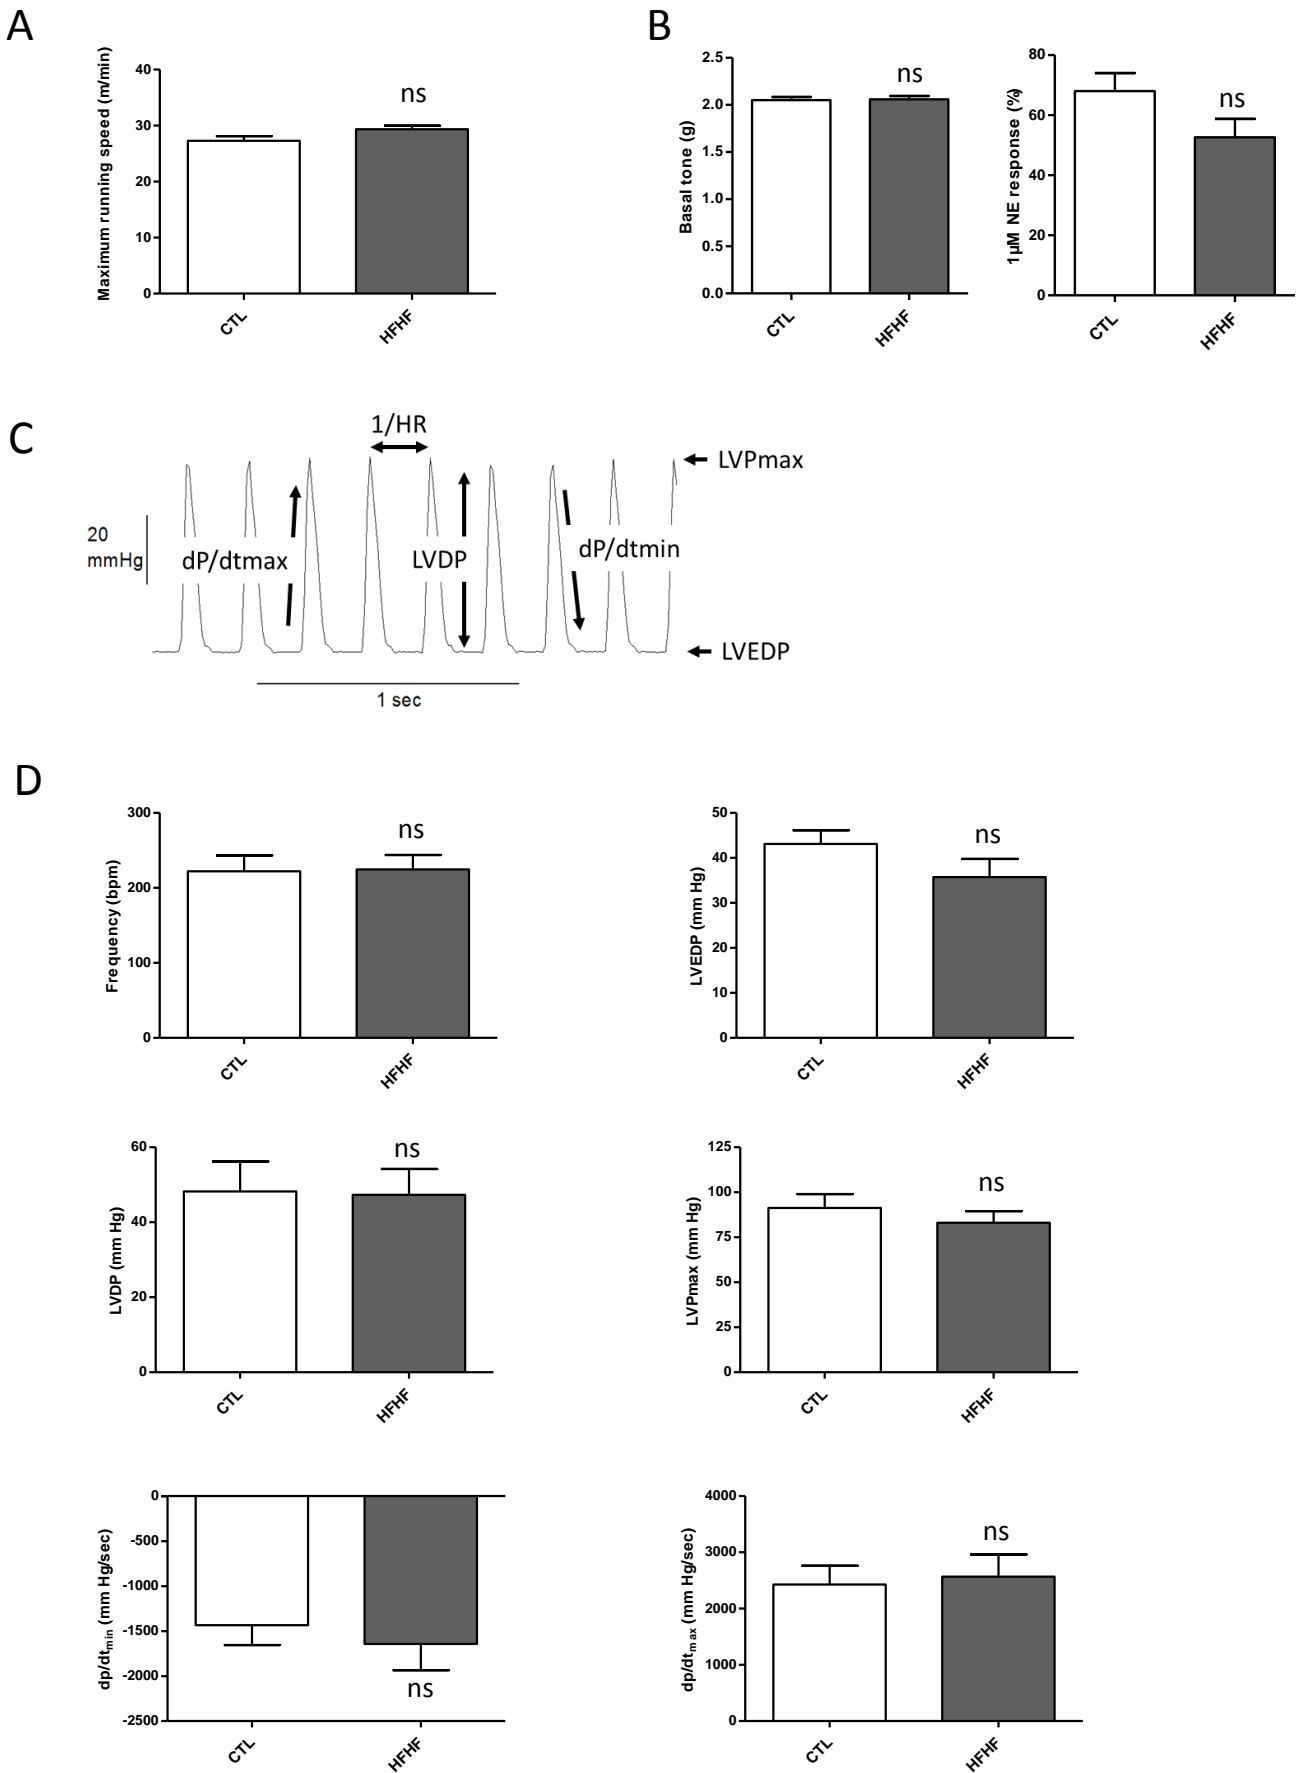 A
Maximum running speed (m/min)
40
30
20
10
0
ns
CTL
HFHF
B
Basal tone (g)
2.5
2.0
1.5
1.0
0.5
0.0
ns
CTL
HFHF
1µM NE response (%)
80
60
40
20
0
ns
CTL
HFHF
C
1/HR
LVPmax
20
mmHg
dP/dtmax
LVDP
dP/dtmin
LVEDP
1 sec
D
Frequency (bpm)
300
200
100
0
ns
CTL
HFHF
LVEDP (mm Hg)
50
40
30
20
10
0
ns
CTL
HFHF
LVDP (mm Hg)
60
40
20
0
ns
CTL
HFHF
LVPmax (mm Hg)
125
100
75
50
25
0
ns
CTL
HFHF
dp/dtmin (mm Hg/sec)
0
-500
-1000
-1500
-2000
-2500
ns
CTL
HFHF
dp/dtmax (mm Hg/sec)
4000
3000
2000
1000
0
ns
CTL
HFHF